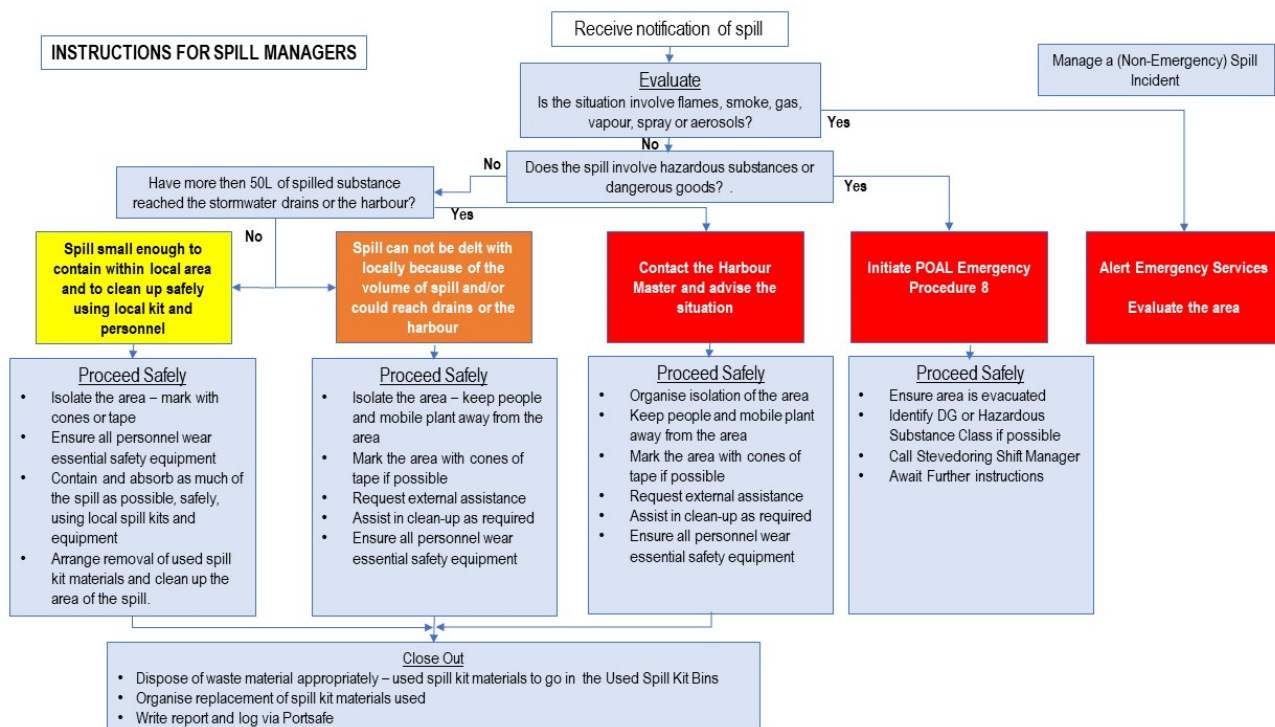 Receive notification of spill
INSTRUCTIONS FOR SPILL MANAGERS
Manage a (Non-Emergency) Spill
Incident
Evaluate
Is the situation involve flames, smoke, gas,
vapour, spray or aerosols?
Yes
No
No
Does the spill involve hazardous substances or
dangerous goods? .
Yes
Have more then 50L of spilled substance
reached the stormwater drains or the harbour?
Yes
No
Spill small enough to
contain within local area
and to clean up safely
using local kit and
personnel
Spill can not be delt with
locally because of the
volume of spill and/or
could reach drains or the
harbour
Contact the Harbour
Master and advise the
situation
Initiate POAL Emergency
Procedure 8
Alert Emergency Services
Evaluate the area
Proceed Safely
• Isolate the area – mark with
cones or tape
• Ensure all personnel wear
essential safety equipment
• Contain and absorb as much of
the spill as possible, safely,
using local spill kits and
equipment
• Arrange removal of used spill
kit materials and clean up the
area of the spill.
Proceed Safely
• Isolate the area – keep people
and mobile plant away from the
area
• Mark the area with cones of
tape if possible
• Request external assistance
• Assist in clean-up as required
• Ensure all personnel wear
essential safety equipment
Proceed Safely
• Organise isolation of the area
• Keep people and mobile plant
away from the area
• Mark the area with cones of
tape if possible
• Request external assistance
• Assist in clean-up as required
• Ensure all personnel wear
essential safety equipment
Proceed Safely
• Ensure area is evacuated
• Identify DG or Hazardous
Substance Class if possible
• Call Stevedoring Shift Manager
• Await Further instructions
Close Out
• Dispose of waste material appropriately – used spill kit materials to go in the Used Spill Kit Bins
• Organise replacement of spill kit materials used
• Write report and log via Portsafe